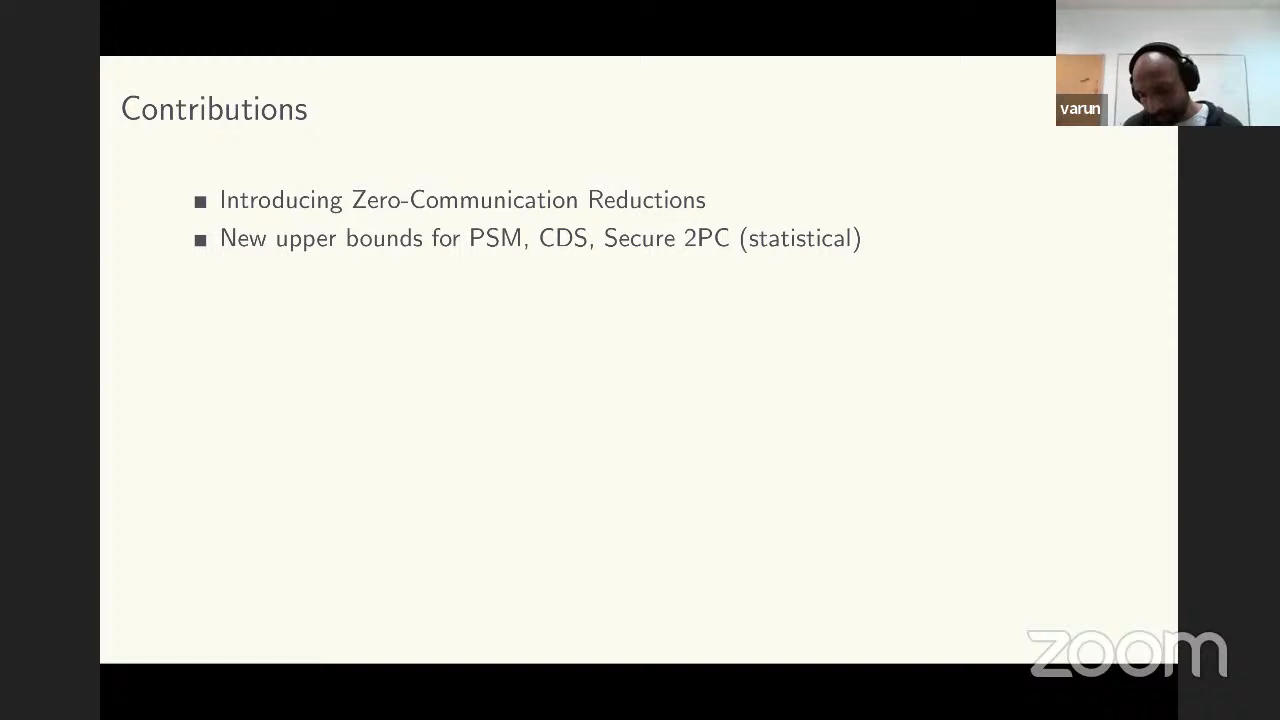 Contributions
varun
■ Introducing Zero-Communication Reductions
■ New upper bounds for PSM, CDS, Secure 2PC (statistical)
zoom